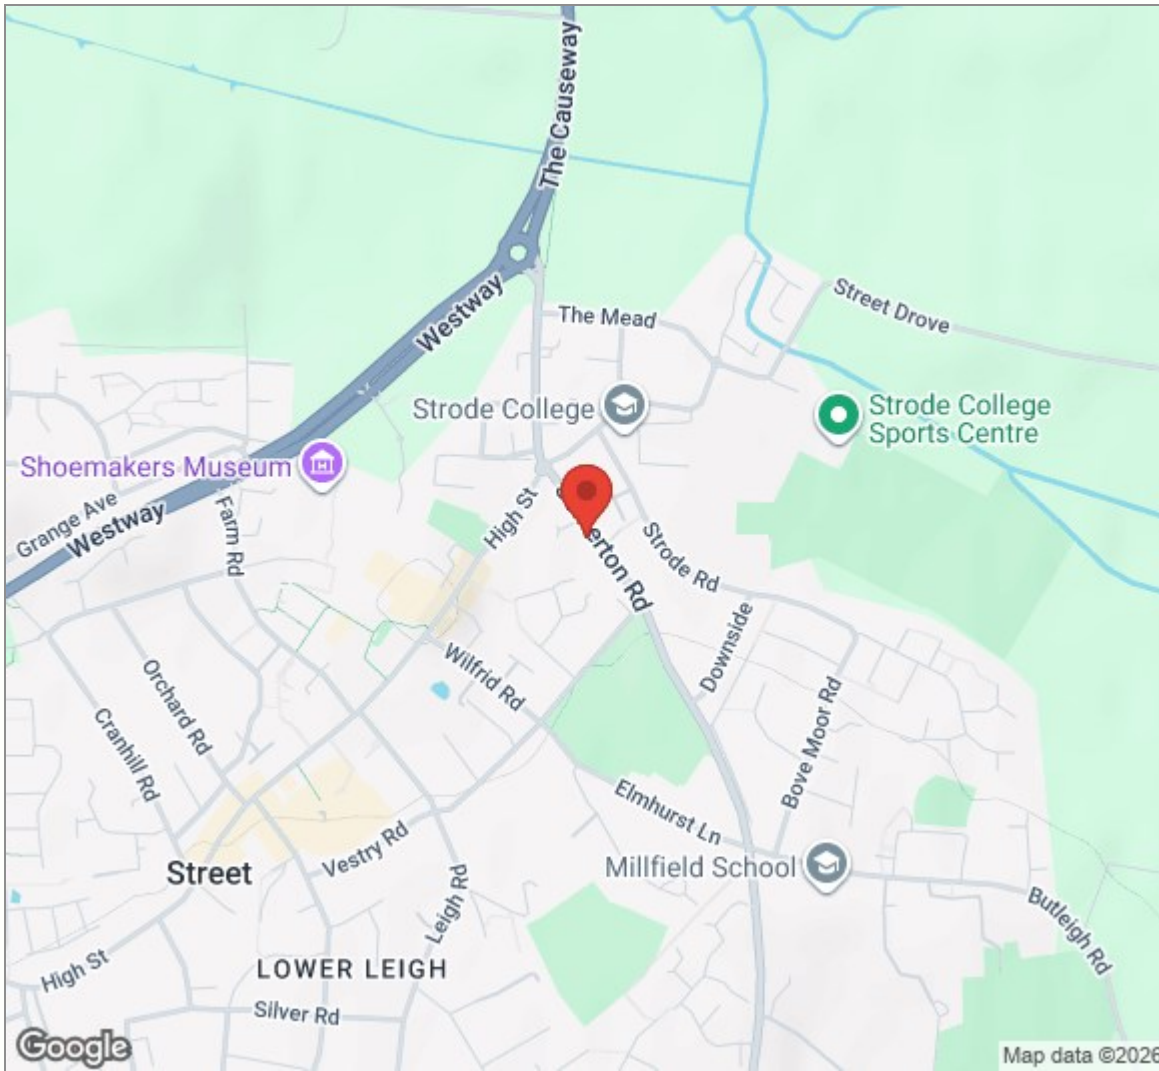 The Causeway
Westway
The Mead
Street Drove
Strode College
Strode College
Sports Centre
Shoemakers Museum
Grange Ave
Westway
Farm Rd
High St
erton Rd
Strode Rd
Downside
Wilfrid Rd
Orchard Rd
Cranhill Rd
Bove Moor Rd
Elmhurst Ln
Vestry Rd
Millfield School
Street
Leigh Rd
Butleigh Rd
High St
LOWER LEIGH
Silver Rd
Google
Map data ©2026